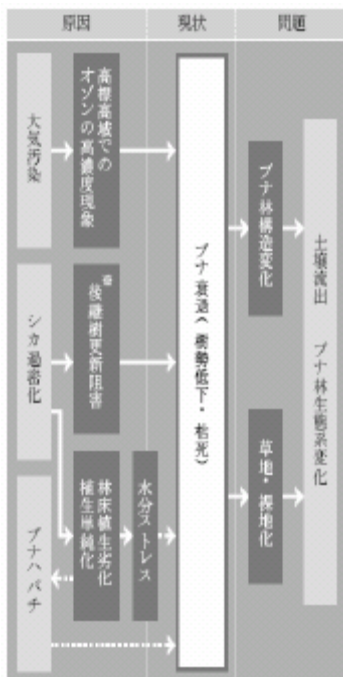 原因
現状
問題
大気汚染
高標高域での
オゾンの高濃度現象
シカ過密化
後継樹更新阻害
ブナハバチ
林床植生劣化
植生単純化
水分ストレス
ブナ衰退（樹勢低下・枯死）
ブナ林構造変化
草地・裸地化
土壌流出 ブナ林生態系変化